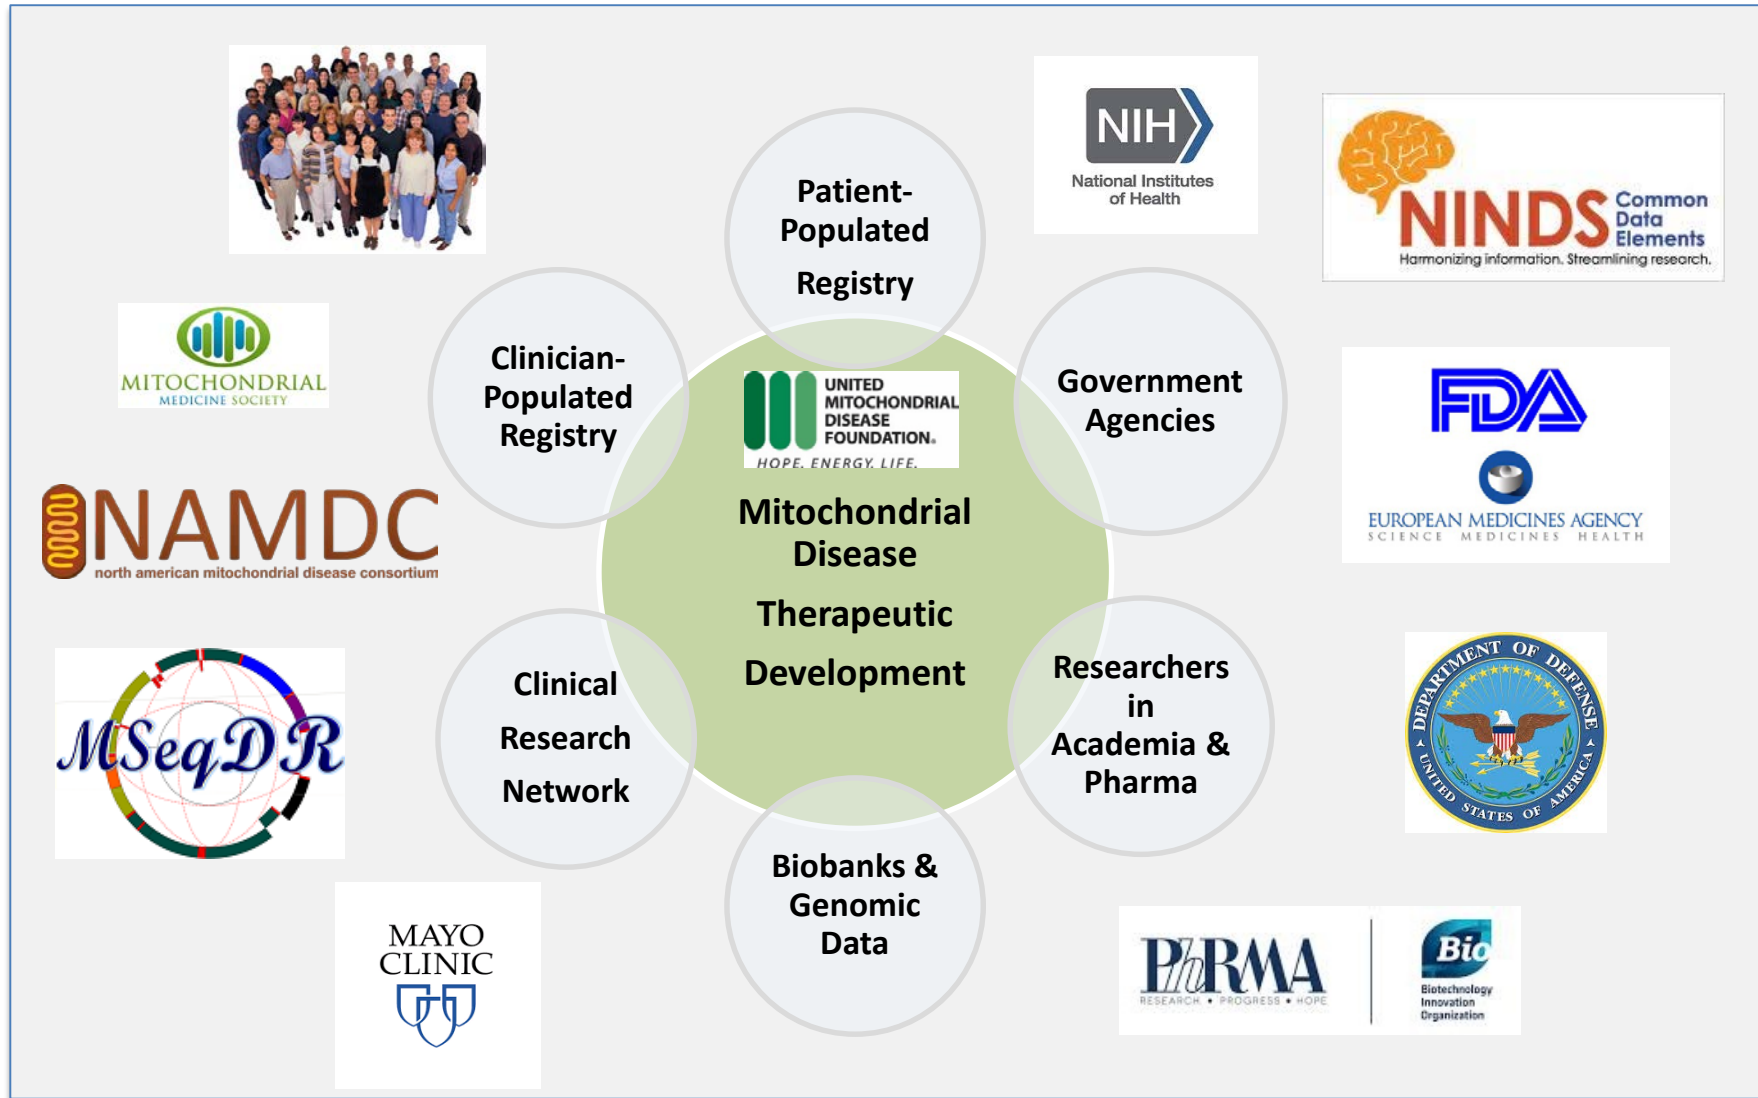 Patient-
Populated
Registry
NIH
National Institutes
of Health
NINDS
Common
Data
Elements
Harmonizing information. Streamlining research.
MITOCHONDRIAL
MEDICINE SOCIETY
Clinician-
Populated
Registry
UNITED
MITOCHONDRIAL
DISEASE
FOUNDATION®
HOPE. ENERGY. LIFE.
Government
Agencies
FDA
EUROPEAN MEDICINES AGENCY
SCIENCE MEDICINES HEALTH
NAMDC
north american mitochondrial disease consortium
Mitochondrial
Disease
Therapeutic
Development
MSeqDR
Clinical
Research
Network
Researchers
in
Academia &
Pharma
DEPARTMENT OF DEFENSE
UNITED STATES OF AMERICA
Biobanks &
Genomic
Data
MAYO
CLINIC
PhRMA
RESEARCH • PROGRESS • HOPE
Bio
Biotechnology
Innovation
Organization